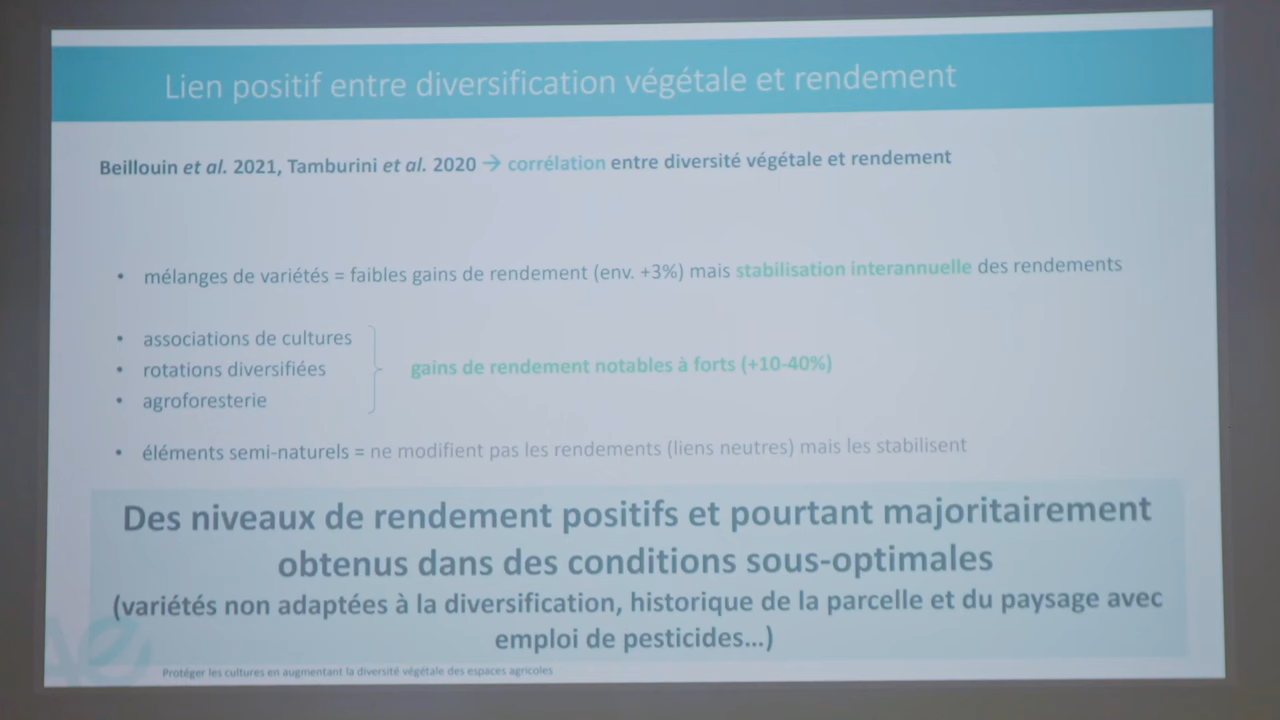 Lien positif entre diversification végétale et rendement
Beillouin et al. 2021, Tamburini et al. 2020 → corrélation entre diversité végétale et rendement
• mélanges de variétés = faibles gains de rendement (env. +3%) mais stabilisation interannuelle des rendements
• associations de cultures
• rotations diversifiées
gains de rendement notables à forts (+10-40%)
• agroforesterie
• éléments semi-naturels = ne modifient pas les rendements (liens neutres) mais les stabilisent
Des niveaux de rendement positifs et pourtant majoritairement
obtenus dans des conditions sous-optimales
(variétés non adaptées à la diversification, historique de la parcelle et du paysage avec
emploi de pesticides...)
Protéger les cultures en augmentant la diversité végétale des espaces agricoles